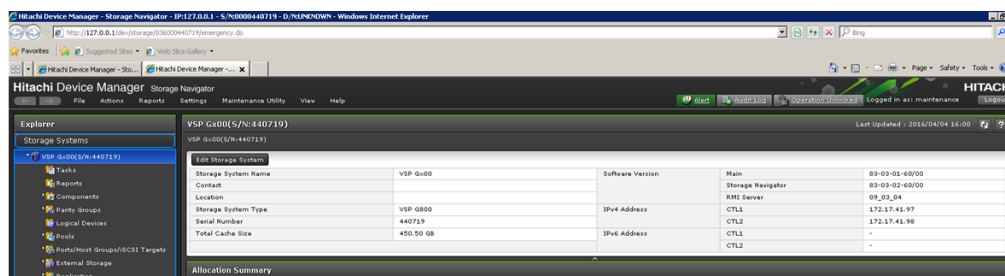 Hitachi Device Manager - Storage Navigator - IP:127.0.0.1 - S/N:0000440719 - D/N:UNKNOWN - Windows Internet Explorer
http://127.0.0.1/dev/storage/836000440719/emergency.do
Bing
Favorites Suggested Sites Web Slice Gallery
Hitachi Device Manager - Sto... Hitachi Device Manager -... Page Safety Tools
Hitachi Device Manager Storage Navigator HITACHI
File Actions Reports Settings Maintenance Utility View Help Alert Audit Log Operation Unlocked Logged in as: maintenance Logou
Explorer
VSP Gx00(S/N:440719) Last Updated : 2016/04/04 16:00
Storage Systems
VSP Gx00(S/N:440719)
VSP Gx00(S/N:440719)
Tasks
Reports
Components
Parity Groups
Logical Devices
Pools
Ports/Host Groups/iSCSI Targets
External Storage
Replication
Edit Storage System
Storage System Name VSP Gx00 Software Version Main 83-03-01-60/00
Contact Storage Navigator 83-03-02-60/00
Location RMI Server 09_03_04
Storage System Type VSP G800 IPv4 Address CTL1 172.17.41.97
Serial Number 440719 CTL2 172.17.41.98
Total Cache Size 450.50 GB IPv6 Address CTL1 -
CTL2 -
Allocation Summary